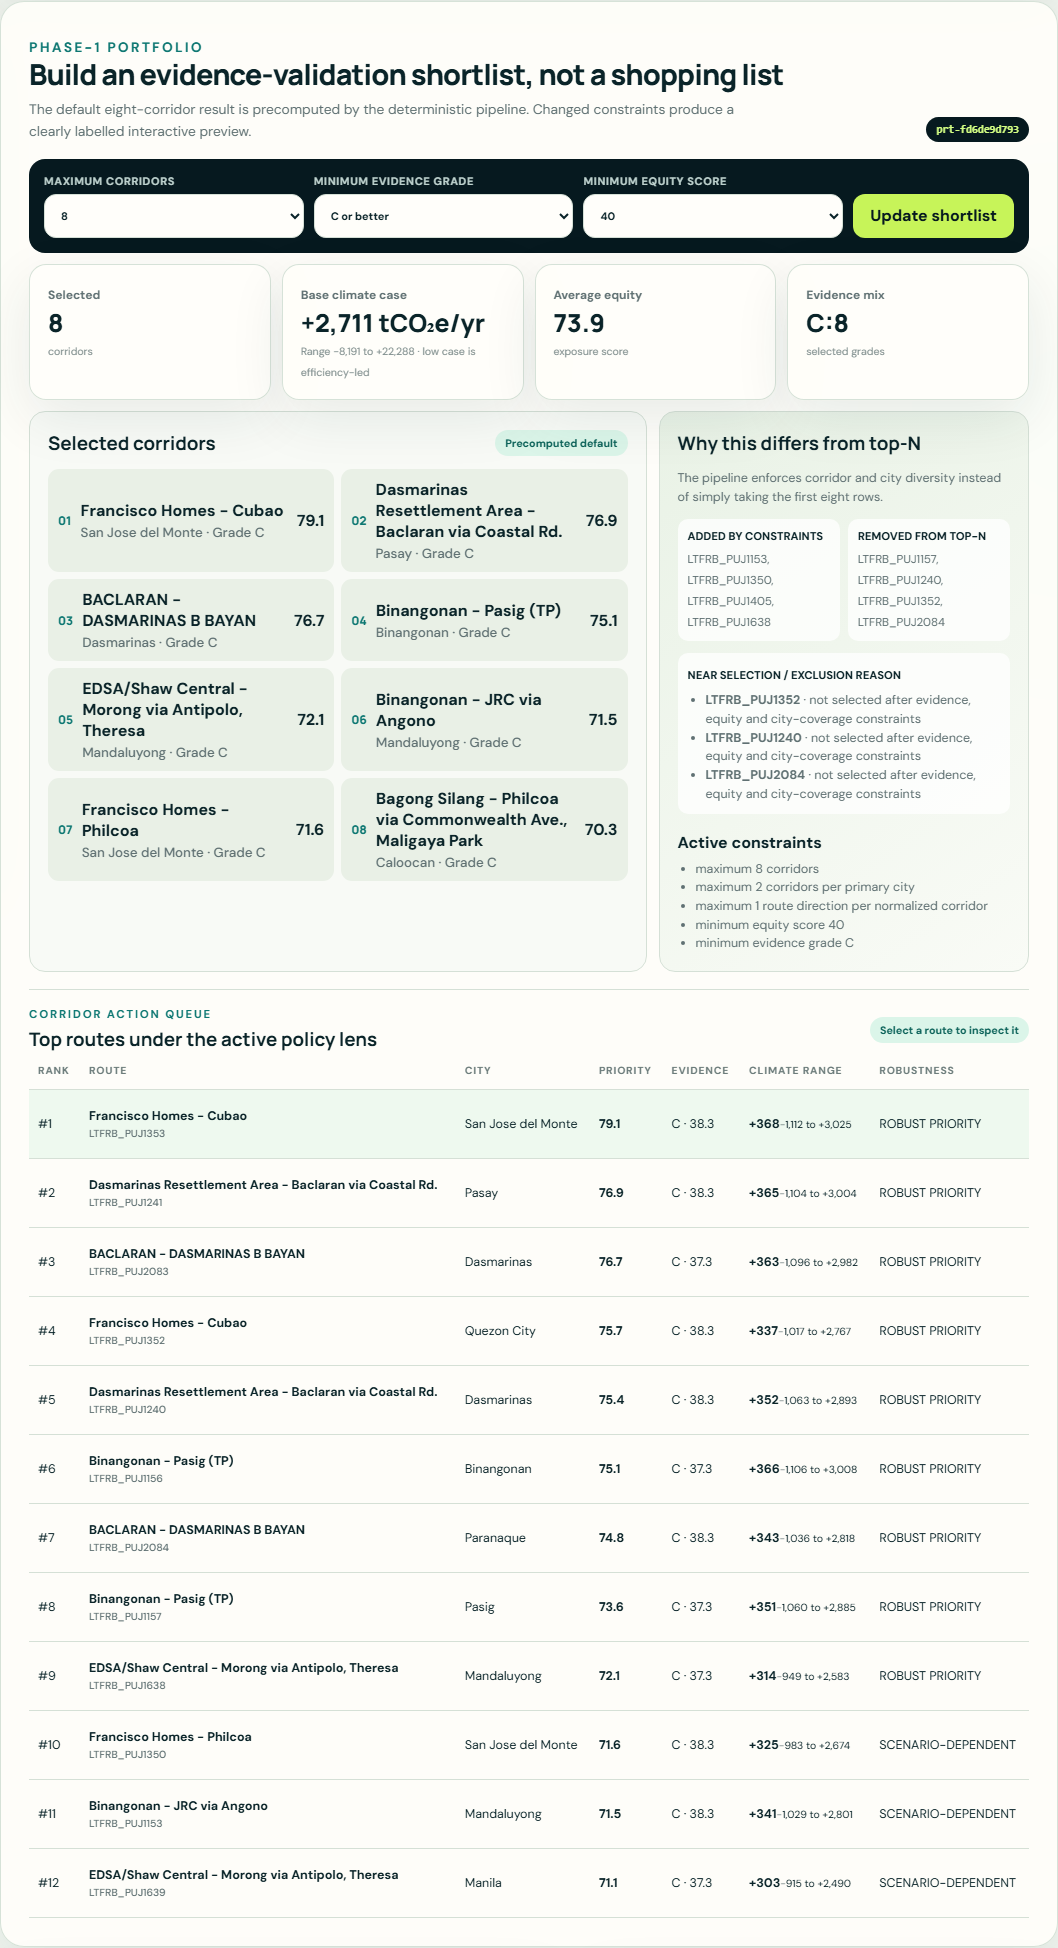 PHASE-1 PORTFOLIO
Build an evidence-validation shortlist, not a shopping list
The default eight-corridor result is precomputed by the deterministic pipeline. Changed constraints produce a
clearly labelled interactive preview.
prt-fd6de9d793
MAXIMUM CORRIDORS
8
MINIMUM EVIDENCE GRADE
C or better
MINIMUM EQUITY SCORE
40
Update shortlist
Selected
8
corridors
Base climate case
+2,711 tCO₂e/yr
Range -8,191 to +22,288 · low case is
efficiency-led
Average equity
73.9
exposure score
Evidence mix
C:8
selected grades
Selected corridors
Precomputed default
01 Francisco Homes - Cubao 79.1
San Jose del Monte · Grade C
02 Dasmarinas
Resettlement Area -
Baclaran via Coastal Rd. 76.9
Pasay · Grade C
03 BACLARAN -
DASMARINAS B BAYAN 76.7
Dasmarinas · Grade C
04 Binangonan - Pasig (TP) 75.1
Binangonan · Grade C
05 EDSA/Shaw Central -
Morong via Antipolo,
Theresa 72.1
Mandaluyong · Grade C
06 Binangonan - JRC via
Angono 71.5
Mandaluyong · Grade C
07 Francisco Homes -
Philcoa 71.6
San Jose del Monte · Grade C
08 Bagong Silang - Philcoa
via Commonwealth Ave.,
Maligaya Park 70.3
Caloocan · Grade C
Why this differs from top-N
The pipeline enforces corridor and city diversity instead
of simply taking the first eight rows.
ADDED BY CONSTRAINTS
LTFRB_PUJ1153,
LTFRB_PUJ1350,
LTFRB_PUJ1405,
LTFRB_PUJ1638
REMOVED FROM TOP-N
LTFRB_PUJ1157,
LTFRB_PUJ1240,
LTFRB_PUJ1352,
LTFRB_PUJ2084
NEAR SELECTION / EXCLUSION REASON
• LTFRB_PUJ1352 · not selected after evidence,
equity and city-coverage constraints
• LTFRB_PUJ1240 · not selected after evidence,
equity and city-coverage constraints
• LTFRB_PUJ2084 · not selected after evidence,
equity and city-coverage constraints
Active constraints
• maximum 8 corridors
• maximum 2 corridors per primary city
• maximum 1 route direction per normalized corridor
• minimum equity score 40
• minimum evidence grade C
CORRIDOR ACTION QUEUE
Top routes under the active policy lens
Select a route to inspect it
RANK ROUTE CITY PRIORITY EVIDENCE CLIMATE RANGE ROBUSTNESS
#1 Francisco Homes - Cubao San Jose del Monte 79.1 C · 38.3 +368 -1,112 to +3,025 ROBUST PRIORITY
LTFRB_PUJ1353
#2 Dasmarinas Resettlement Area - Baclaran via Coastal Rd. Pasay 76.9 C · 38.3 +365 -1,104 to +3,004 ROBUST PRIORITY
LTFRB_PUJ1241
#3 BACLARAN - DASMARINAS B BAYAN Dasmarinas 76.7 C · 37.3 +363 -1,096 to +2,982 ROBUST PRIORITY
LTFRB_PUJ2083
#4 Francisco Homes - Cubao Quezon City 75.7 C · 38.3 +337 -1,017 to +2,767 ROBUST PRIORITY
LTFRB_PUJ1352
#5 Dasmarinas Resettlement Area - Baclaran via Coastal Rd. Dasmarinas 75.4 C · 38.3 +352 -1,063 to +2,893 ROBUST PRIORITY
LTFRB_PUJ1240
#6 Binangonan - Pasig (TP) Binangonan 75.1 C · 37.3 +366 -1,106 to +3,008 ROBUST PRIORITY
LTFRB_PUJ1156
#7 BACLARAN - DASMARINAS B BAYAN Paranaque 74.8 C · 38.3 +343 -1,036 to +2,818 ROBUST PRIORITY
LTFRB_PUJ2084
#8 Binangonan - Pasig (TP) Pasig 73.6 C · 37.3 +351 -1,060 to +2,885 ROBUST PRIORITY
LTFRB_PUJ1157
#9 EDSA/Shaw Central - Morong via Antipolo, Theresa Mandaluyong 72.1 C · 37.3 +314 -949 to +2,583 ROBUST PRIORITY
LTFRB_PUJ1638
#10 Francisco Homes - Philcoa San Jose del Monte 71.6 C · 38.3 +325 -983 to +2,674 SCENARIO-DEPENDENT
LTFRB_PUJ1350
#11 Binangonan - JRC via Angono Mandaluyong 71.5 C · 38.3 +341 -1,029 to +2,801 SCENARIO-DEPENDENT
LTFRB_PUJ1153
#12 EDSA/Shaw Central - Morong via Antipolo, Theresa Manila 71.1 C · 37.3 +303 -915 to +2,490 SCENARIO-DEPENDENT
LTFRB_PUJ1639